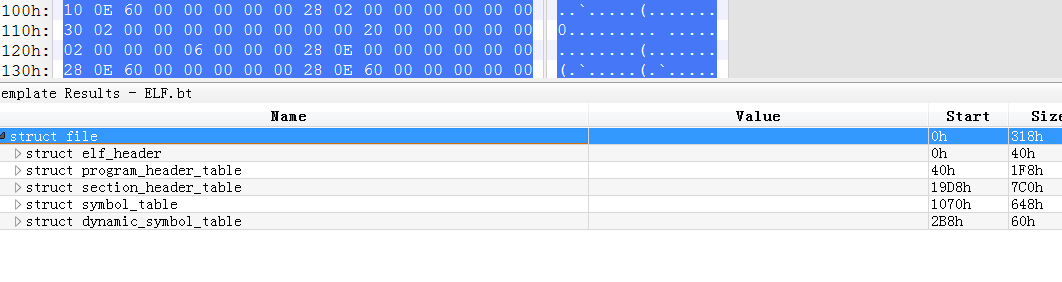 100h: 10 0E 60 00 00 00 00 00 28 02 00 00 00 00 00 00 ..`.....(.......
110h: 30 02 00 00 00 00 00 00 00 00 20 00 00 00 00 00 0......... .....
120h: 02 00 00 00 06 00 00 00 28 0E 00 00 00 00 00 00 ........(.......
130h: 28 0E 60 00 00 00 00 00 28 0E 60 00 00 00 00 00 (.`.....(.`.....
emplate Results - ELF.bt
Name Value Start Size
struct file 0h 318h
struct elf_header 0h 40h
struct program_header_table 40h 1F8h
struct section_header_table 19D8h 7C0h
struct symbol_table 1070h 648h
struct dynamic_symbol_table 2B8h 60h